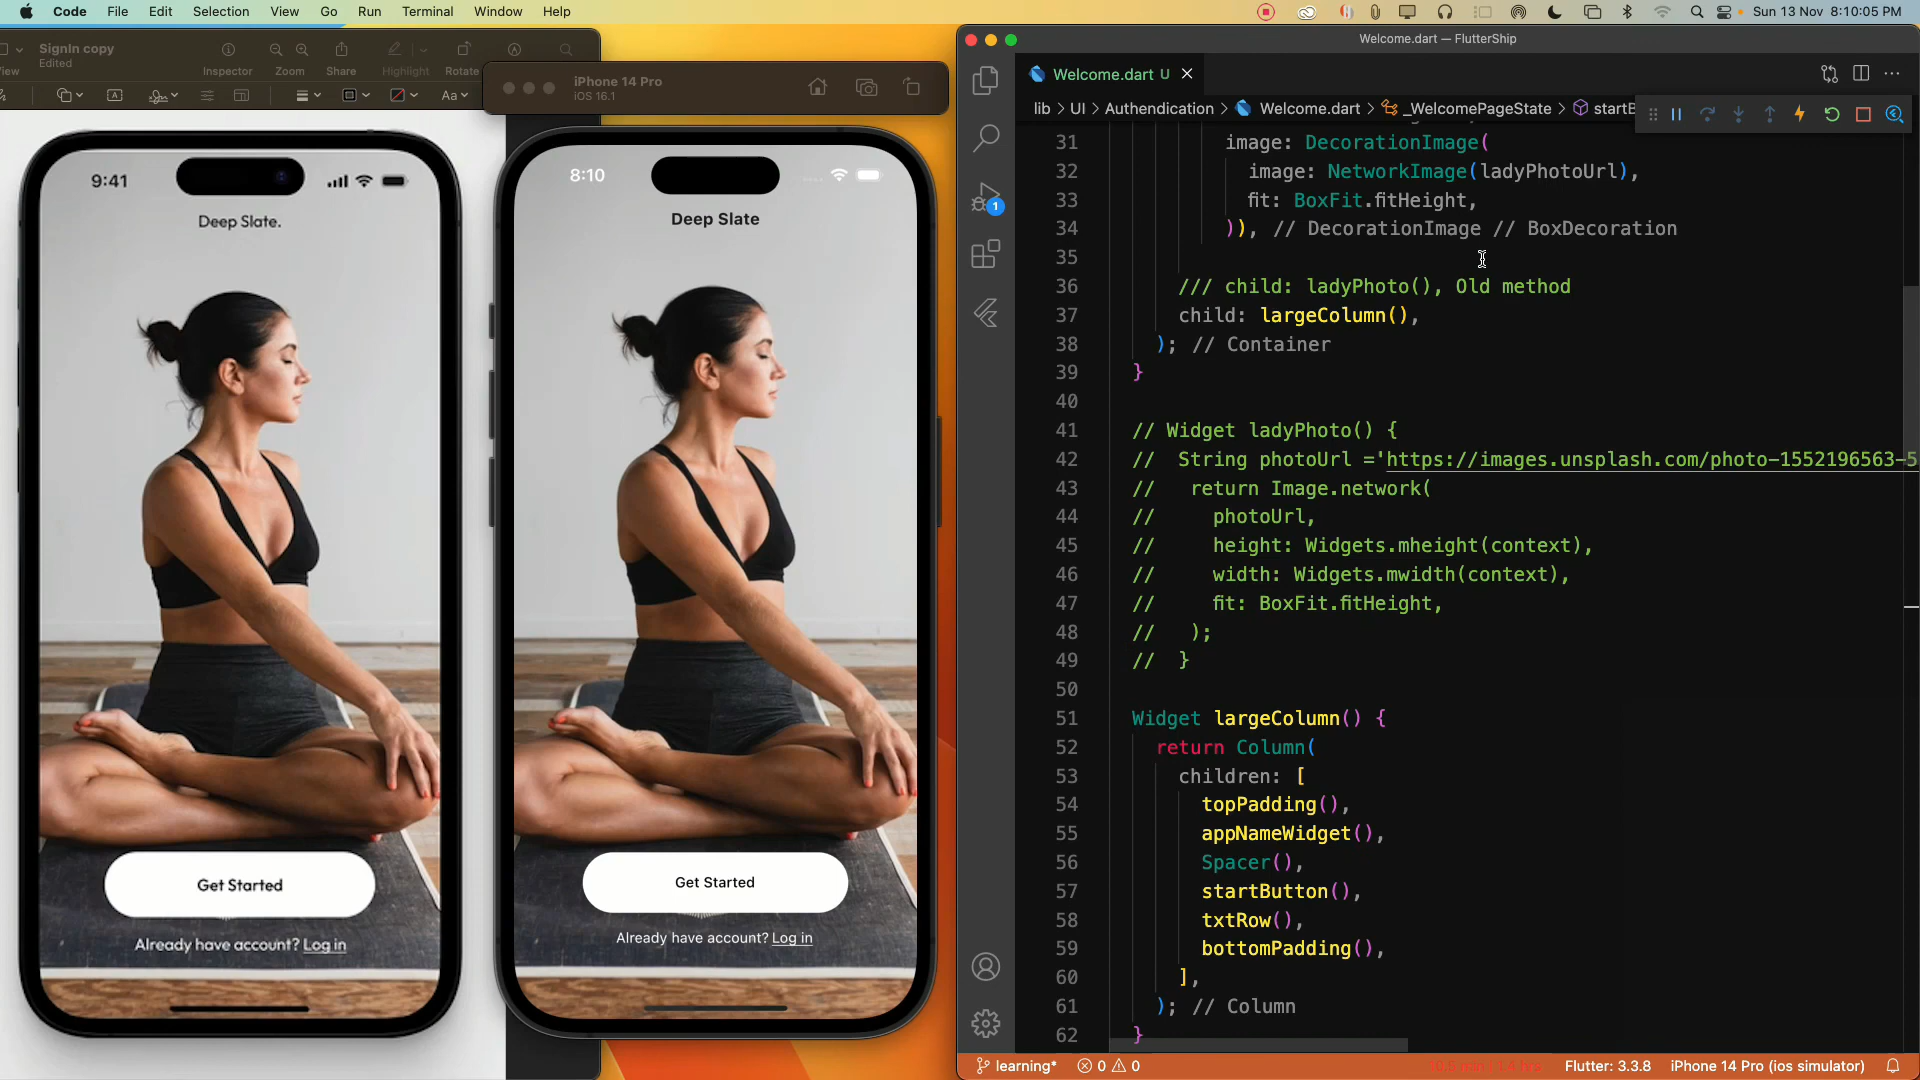 Code File Edit Selection View Go Run Terminal Window Help Sun 13 Nov 8:10:05 PM
SignIn copy
Edited
Inspector Zoom Share Highlight Rotate
Aa
iPhone 14 Pro
iOS 16.1
9:41
Deep Slate.
Get Started
Already have account? Log in
8:10
Deep Slate
Get Started
Already have account? Log in
Welcome.dart — FlutterShip
Welcome.dart U
lib > UI > Authendication > Welcome.dart > _WelcomePageState > startB
1
31 image: DecorationImage(
32 image: NetworkImage(ladyPhotoUrl),
33 fit: BoxFit.fitHeight,
34 )), // DecorationImage // BoxDecoration
35
36 /// child: ladyPhoto(), Old method
37 child: largeColumn(),
38 ); // Container
39 }
40
41 // Widget ladyPhoto() {
42 // String photoUrl ='https://images.unsplash.com/photo-1552196563-5
43 // return Image.network(
44 // photoUrl,
45 // height: Widgets.mheight(context),
46 // width: Widgets.mwidth(context),
47 // fit: BoxFit.fitHeight,
48 // );
49 // }
50
51 Widget largeColumn() {
52 return Column(
53 children: [
54 topPadding(),
55 appNameWidget(),
56 Spacer(),
57 startButton(),
58 txtRow(),
59 bottomPadding(),
60 ],
61 ); // Column
62 }
learning* 0 0 Flutter: 3.3.8 iPhone 14 Pro (ios simulator)